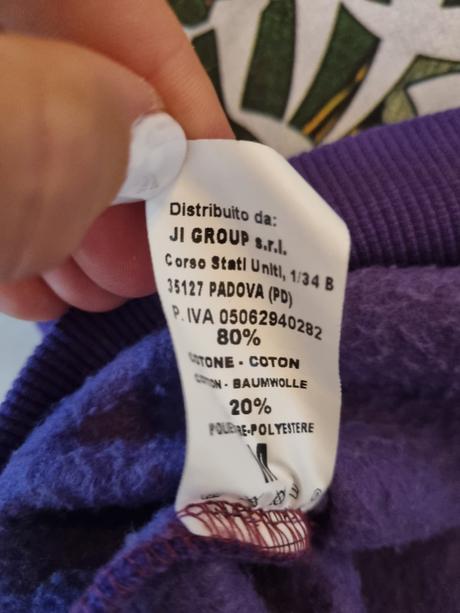 Distribuito da:
JI GROUP s.r.l.
Corso Stati Uniti, 1/34 B
35127 PADOVA (PD)
P. IVA 05062940282
80%
COTONE - COTON
COTTON - BAUMWOLLE
20%
-POLYESTERE